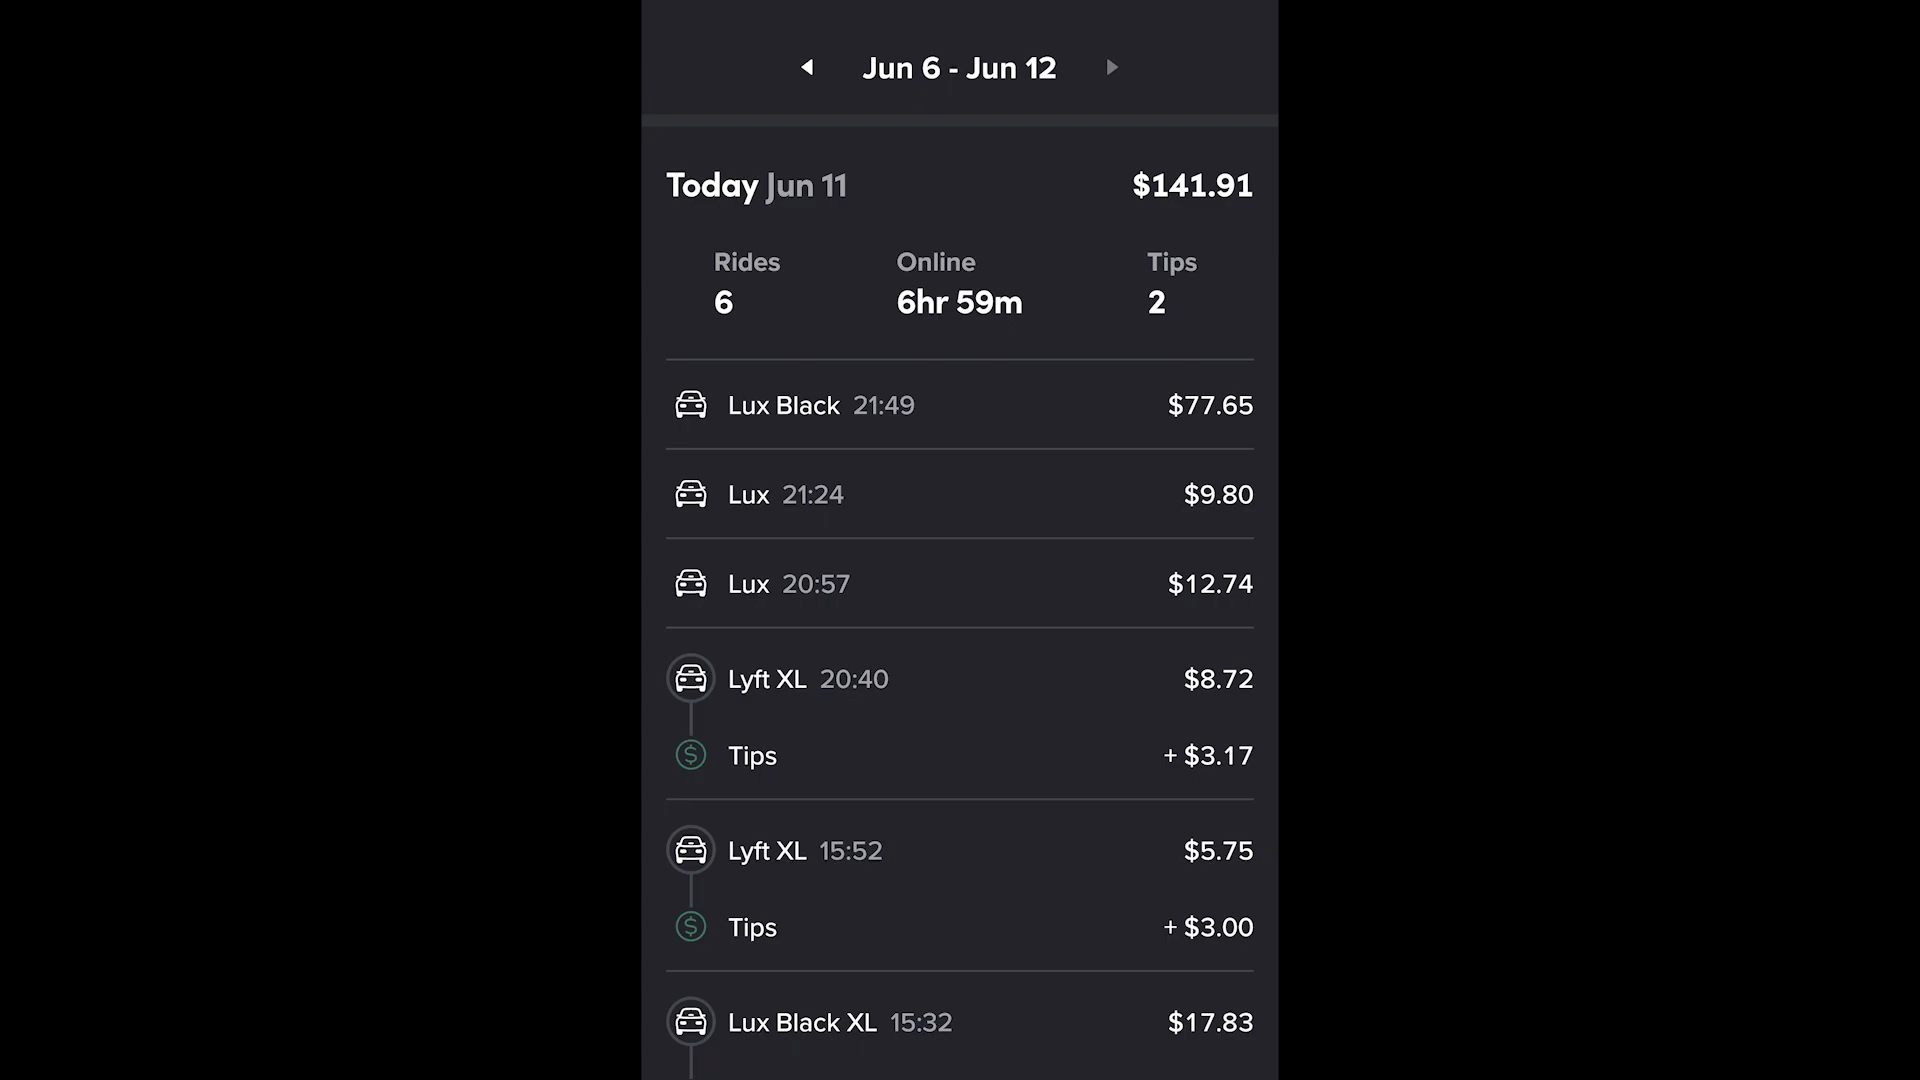 Jun 6 - Jun 12
Today Jun 11 $141.91
Rides Online Tips
6 6hr 59m 2
Lux Black 21:49 $77.65
Lux 21:24 $9.80
Lux 20:57 $12.74
Lyft XL 20:40 $8.72
Tips + $3.17
Lyft XL 15:52 $5.75
Tips + $3.00
Lux Black XL 15:32 $17.83